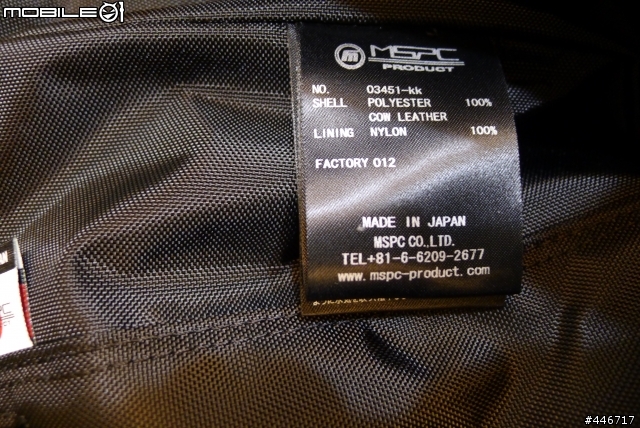 MOBILE01
MSPC
PRODUCT
NO. 03451-kk
SHELL POLYESTER 100%
COW LEATHER
LINING NYLON 100%
FACTORY 012
MADE IN JAPAN
MSPC CO.,LTD.
TEL+81-6-6209-2677
www.mspc-product.com
#446717